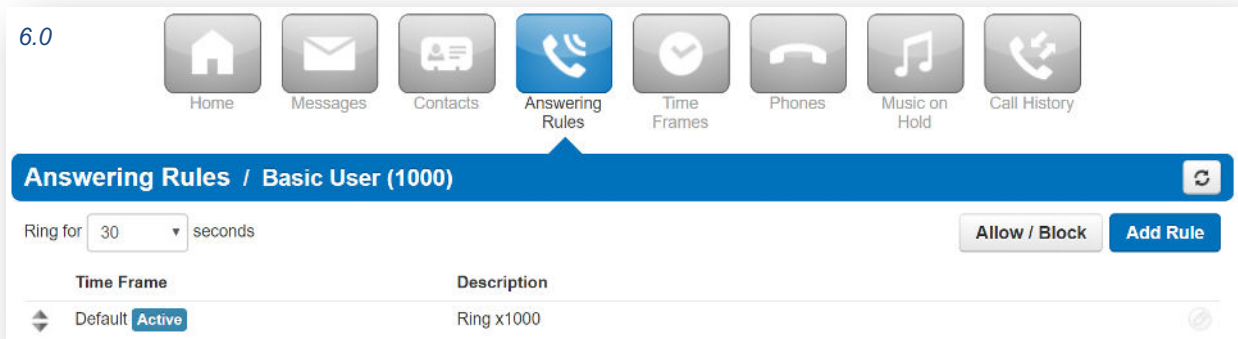 6.0
Home Messages Contacts Answering Rules Time Frames Phones Music on Hold Call History
Answering Rules / Basic User (1000)
Ring for 30 seconds Allow / Block Add Rule
Time Frame Description
Default Active Ring x1000